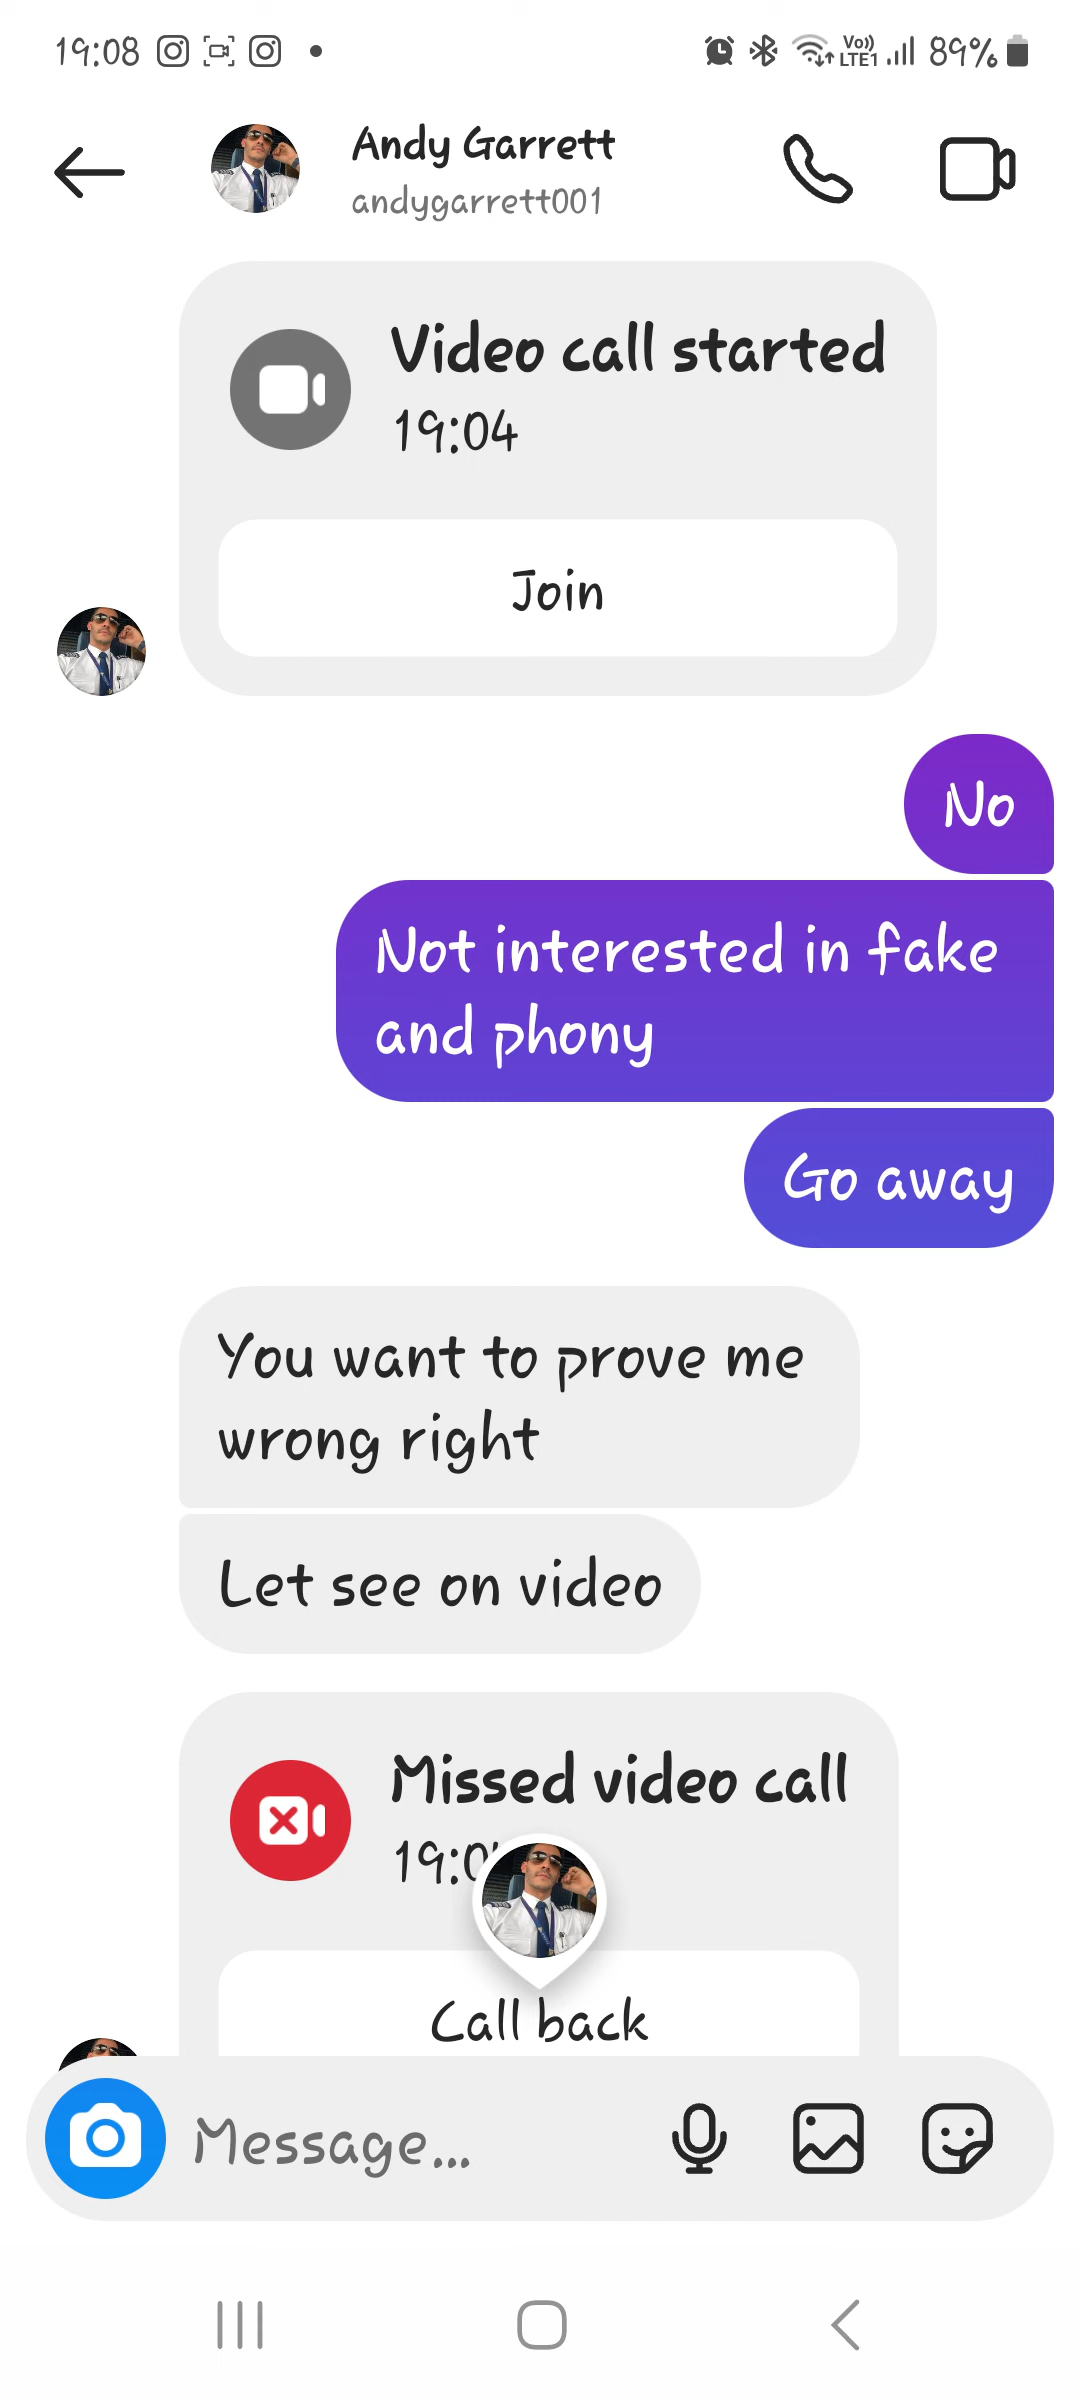 19:08
Vo))
LTE1
89%
Andy Garrett
andygarrett001
Video call started
19:04
Join
No
Not interested in fake
and phony
Go away
You want to prove me
wrong right
Let see on video
Missed video call
Call back
Message...